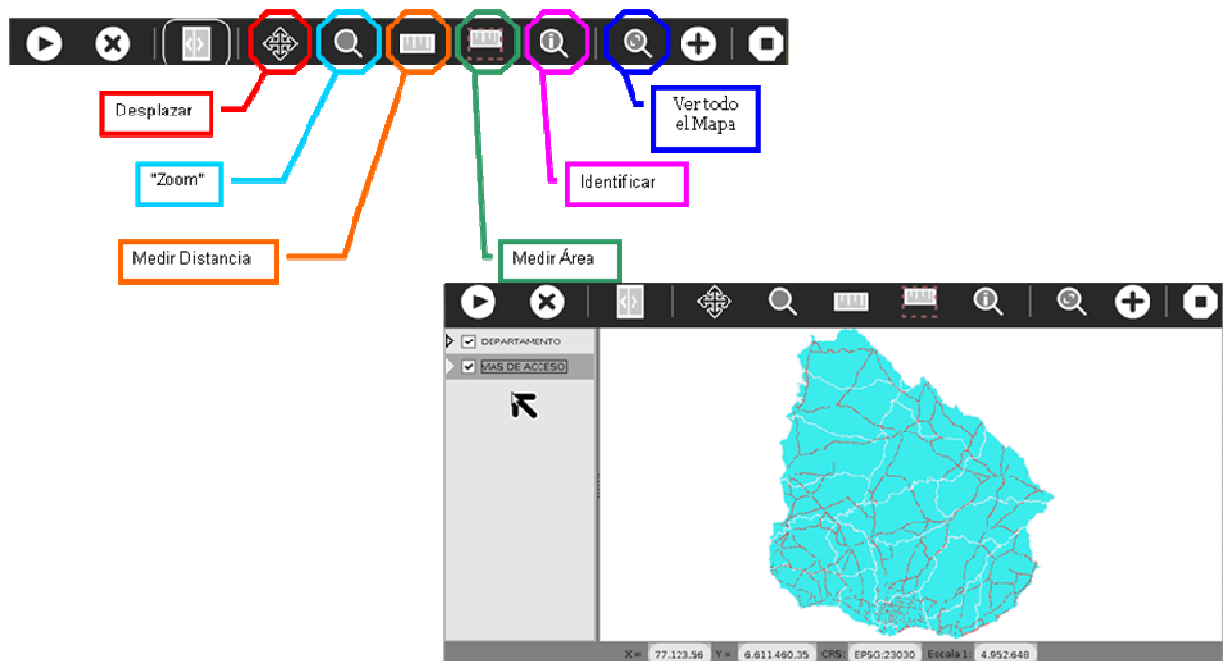 Desplazar
Ver todo
el Mapa
"Zoom"
Identificar
Medir Distancia
Medir Área
DEPARTAMENTO
MAS DE ACCESO
X= 77.123.56 Y= 6.611.460.35 CRS: EPSG:23030 Escala 1: 4.952.648